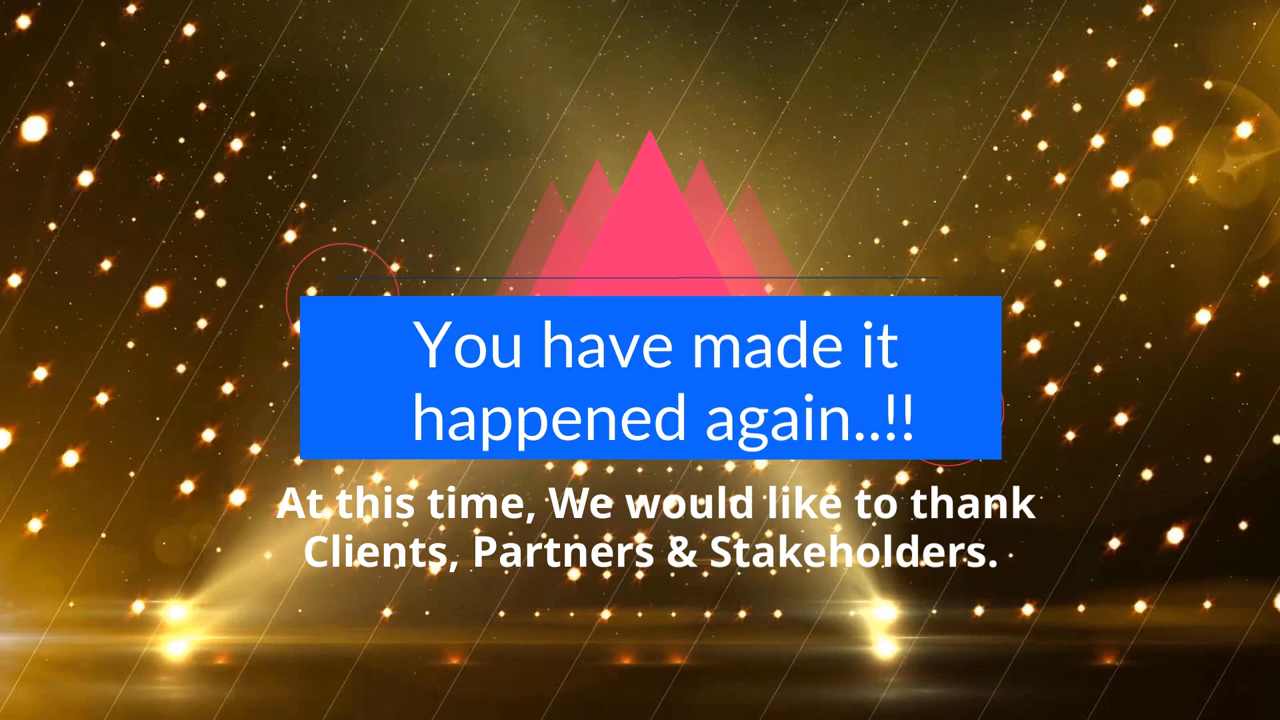 You have made it
happened again..!!
At this time, We would like to thank
Clients, Partners & Stakeholders.